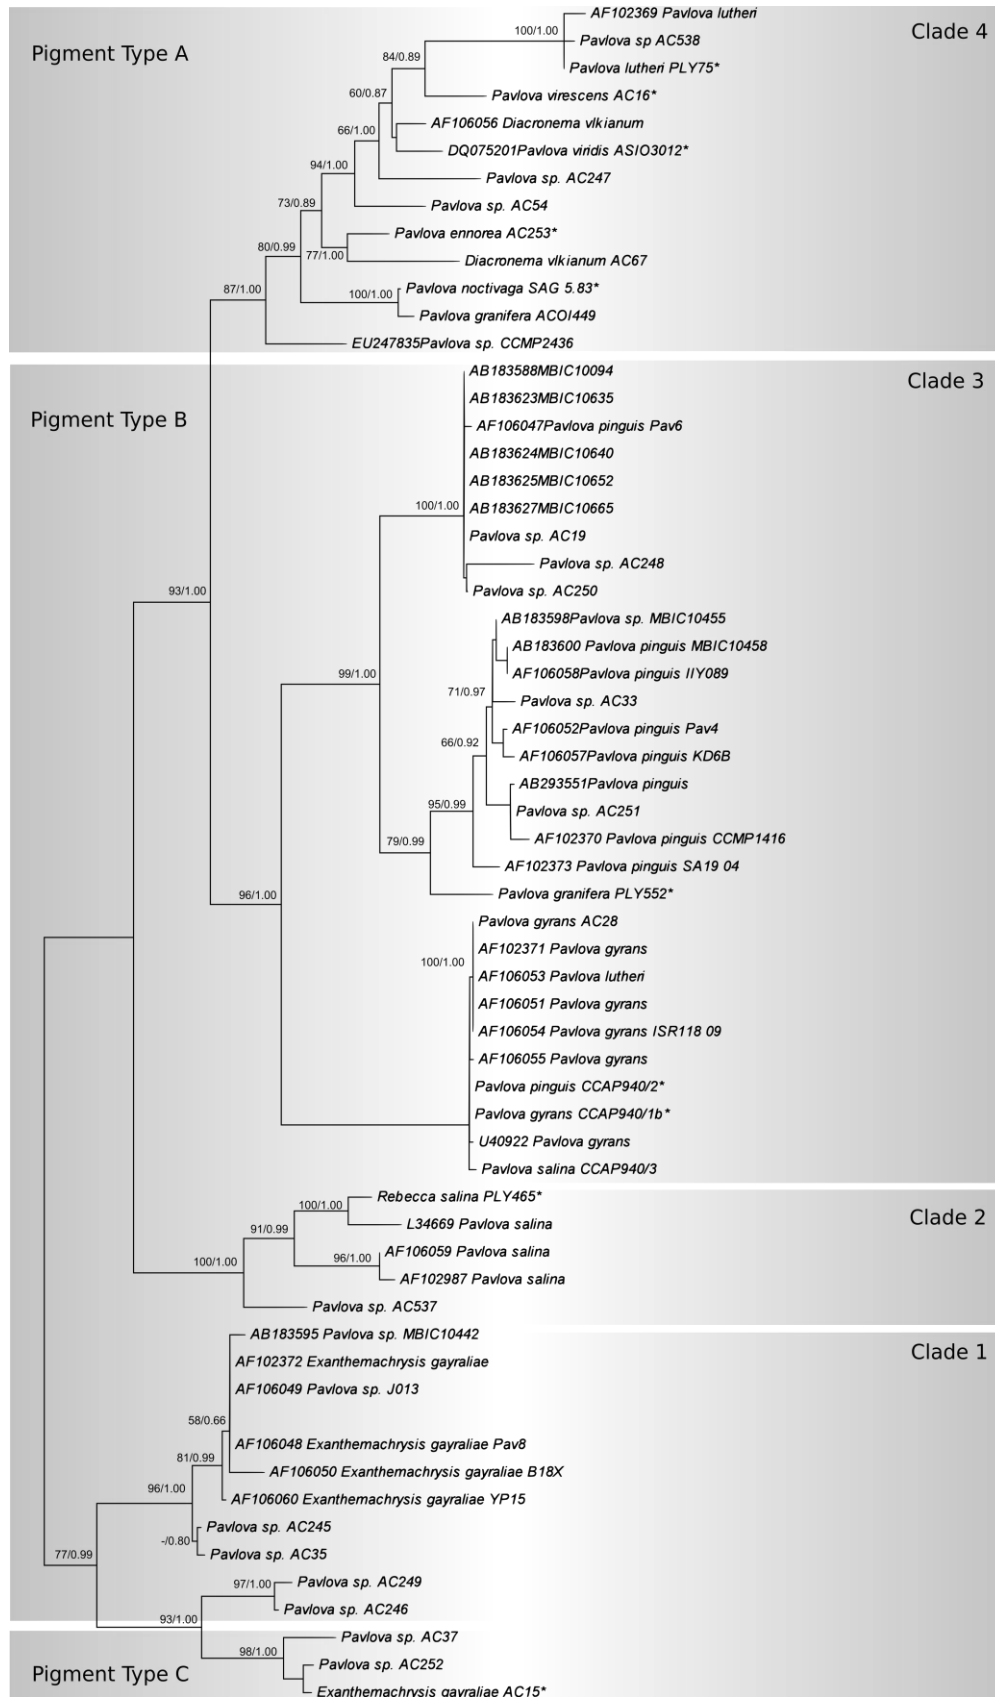 AF102369 Pavlova lutheri
Pigment Type A
Clade 4
100/1.00
Pavlova sp AC538
84/0.89
Pavlova lutheri PLY75*
60/0.87
Pavlova virescens AC16*
AF106056 Diacronema vlkianum
66/1.00
DQ075201Pavlova viridis ASIO3012*
94/1.00
Pavlova sp. AC247
73/0.89
Pavlova sp. AC54
Pavlova ennorea AC253*
80/0.99
77/1.00
Diacronema vlkianum AC67
87/1.00
100/1.00
Pavlova noctivaga SAG 5.83*
Pavlova granifera ACOI449
EU247835Pavlova sp. CCMP2436
AB183588MBIC10094
Clade 3
AB183623MBIC10635
Pigment Type B
AF106047Pavlova pinguis Pav6
AB183624MBIC10640
AB183625MBIC10652
100/1.00
AB183627MBIC10665
Pavlova sp. AC19
Pavlova sp. AC248
93/1.00
Pavlova sp. AC250
AB183598Pavlova sp. MBIC10455
AB183600 Pavlova pinguis MBIC10458
99/1.00
AF106058Pavlova pinguis IIY089
71/0.97
Pavlova sp. AC33
AF106052Pavlova pinguis Pav4
66/0.92
AF106057Pavlova pinguis KD6B
AB293551Pavlova pinguis
95/0.99
Pavlova sp. AC251
79/0.99
AF102370 Pavlova pinguis CCMP1416
AF102373 Pavlova pinguis SA19 04
96/1.00
Pavlova granifera PLY552*
Pavlova gyrans AC28
AF102371 Pavlova gyrans
100/1.00
AF106053 Pavlova lutheri
AF106051 Pavlova gyrans
AF106054 Pavlova gyrans ISR118 09
AF106055 Pavlova gyrans
Pavlova pinguis CCAP940/2*
Pavlova gyrans CCAP940/1b*
U40922 Pavlova gyrans
Pavlova salina CCAP940/3
Rebecca salina PLY465*
100/1.00
Clade 2
L34669 Pavlova salina
91/0.99
AF106059 Pavlova salina
100/1.00
96/1.00
AF102987 Pavlova salina
Pavlova sp. AC537
AB183595 Pavlova sp. MBIC10442
Clade 1
AF102372 Exanthemachrysis gayraliae
AF106049 Pavlova sp. J013
58/0.66
AF106048 Exanthemachrysis gayraliae Pav8
81/0.99
AF106050 Exanthemachrysis gayraliae B18X
96/1.00
AF106060 Exanthemachrysis gayraliae YP15
Pavlova sp. AC245
-/0.80
77/0.99
Pavlova sp. AC35
97/1.00
Pavlova sp. AC249
Pavlova sp. AC246
93/1.00
Pavlova sp. AC37
98/1.00
Pavlova sp. AC252
Pigment Type C
Exanthemachrysis gayraliae AC15*